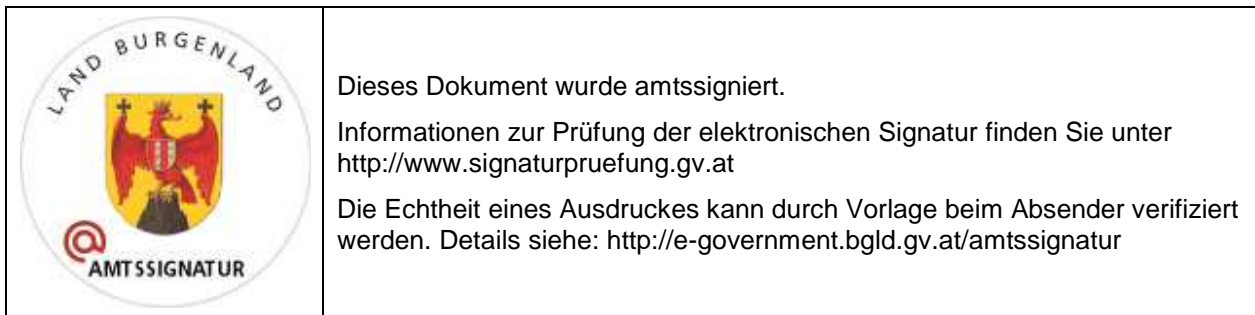 LAND BURGENLAND
@
AMTSSIGNATUR
Dieses Dokument wurde amtssigniert.
Informationen zur Prüfung der elektronischen Signatur finden Sie unter
http://www.signaturpruefung.gv.at
Die Echtheit eines Ausdruckes kann durch Vorlage beim Absender verifiziert
werden. Details siehe: http://e-government.bgld.gv.at/amtssignatur